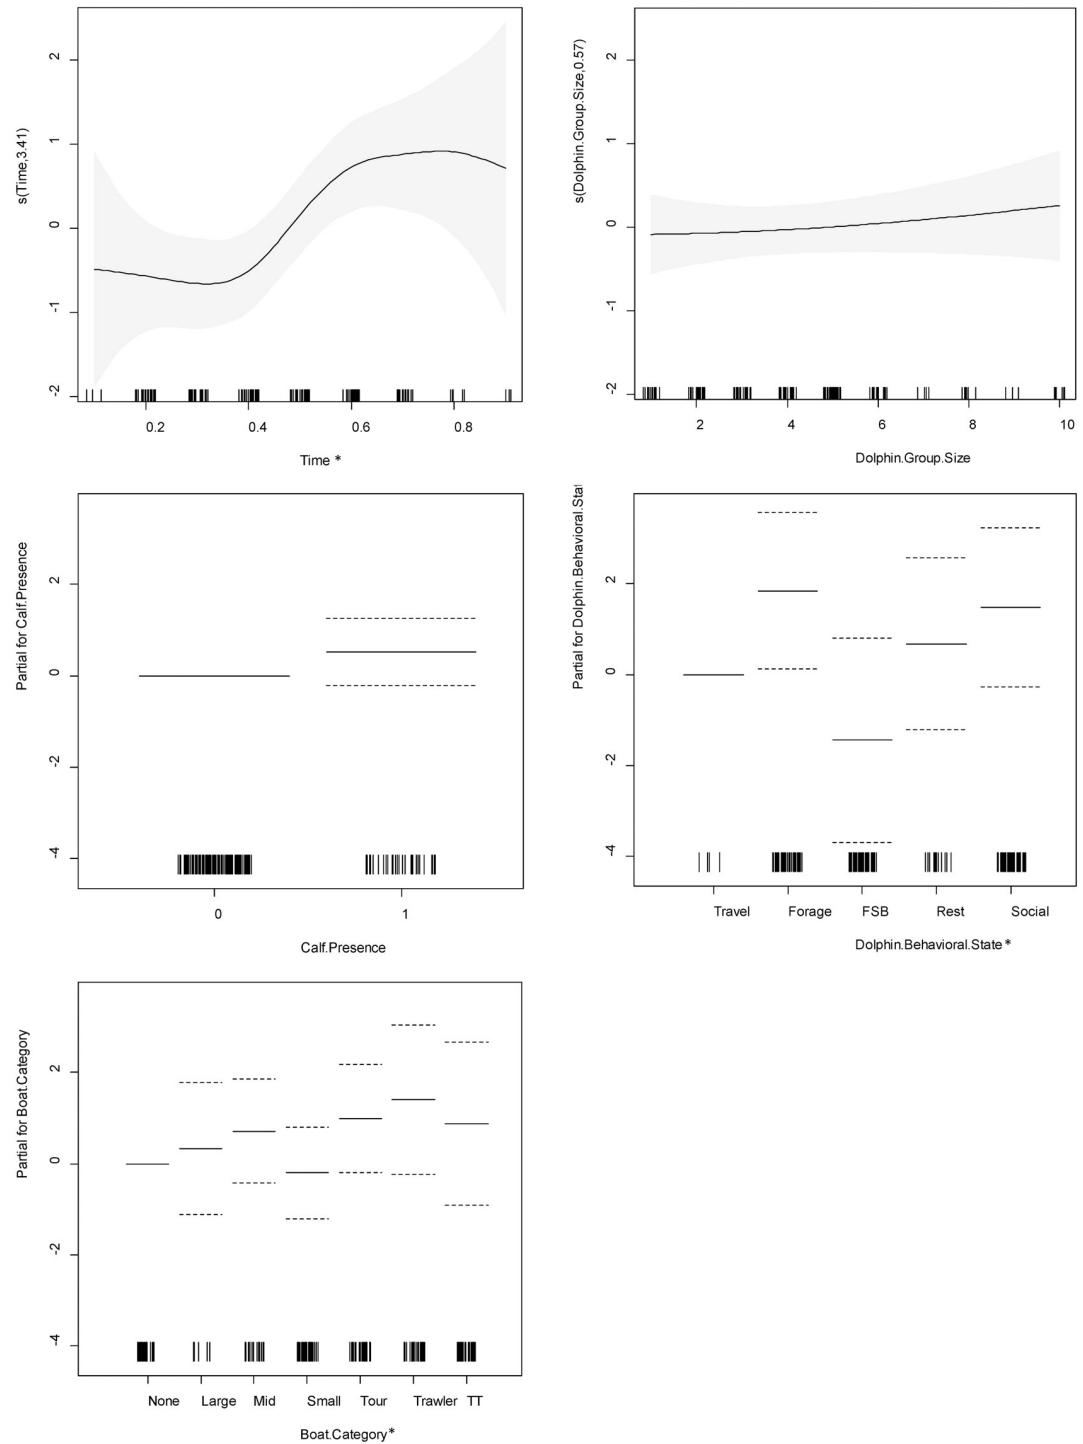 s(Time,3.41)
2
1
0
-1
-2
0.2 0.4 0.6 0.8
Time *
s(Dolphin.Group.Size,0.57)
2
1
0
-1
-2
2 4 6 8 10
Dolphin.Group.Size
Partial for Calf.Presence
2
0
-2
-4
0 1
Calf.Presence
Partial for Dolphin.Behavioral.Stat
2
0
-2
-4
Travel Forage FSB Rest Social
Dolphin.Behavioral.State *
Partial for Boat.Category
2
0
-2
-4
None Large Mid Small Tour Trawler TT
Boat.Category*